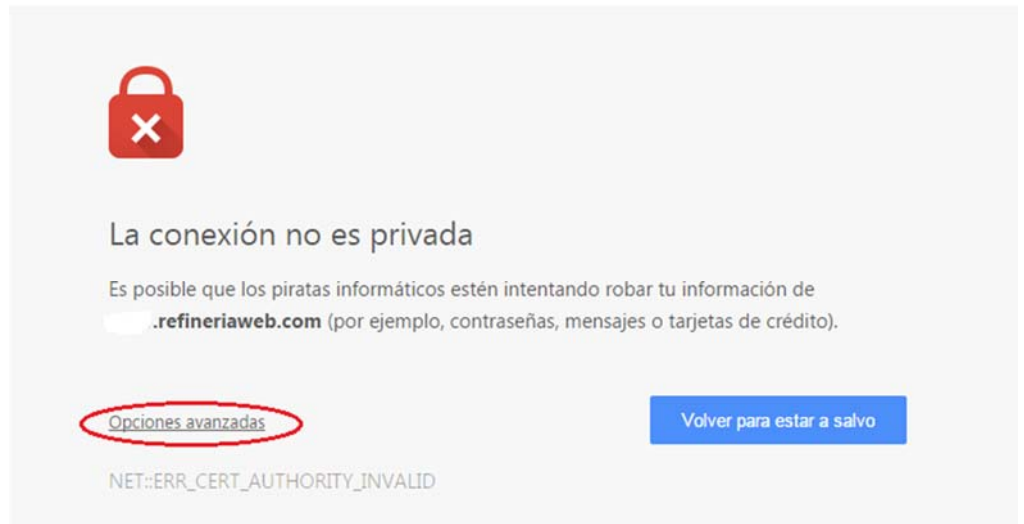 La conexión no es privada
Es posible que los piratas informáticos estén intentando robar tu información de
.refineriaweb.com (por ejemplo, contraseñas, mensajes o tarjetas de crédito).
Opciones avanzadas
Volver para estar a salvo
NET::ERR_CERT_AUTHORITY_INVALID